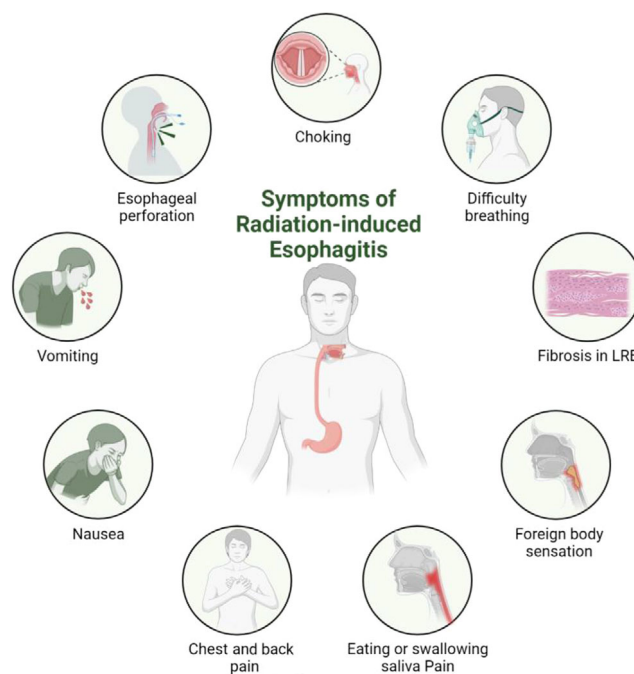 Choking
Esophageal
perforation
Difficulty
breathing
Symptoms of
Radiation-induced
Esophagitis
Vomiting
Fibrosis in LRE
Nausea
Foreign body
sensation
Chest and back
pain
Eating or swallowing
saliva Pain